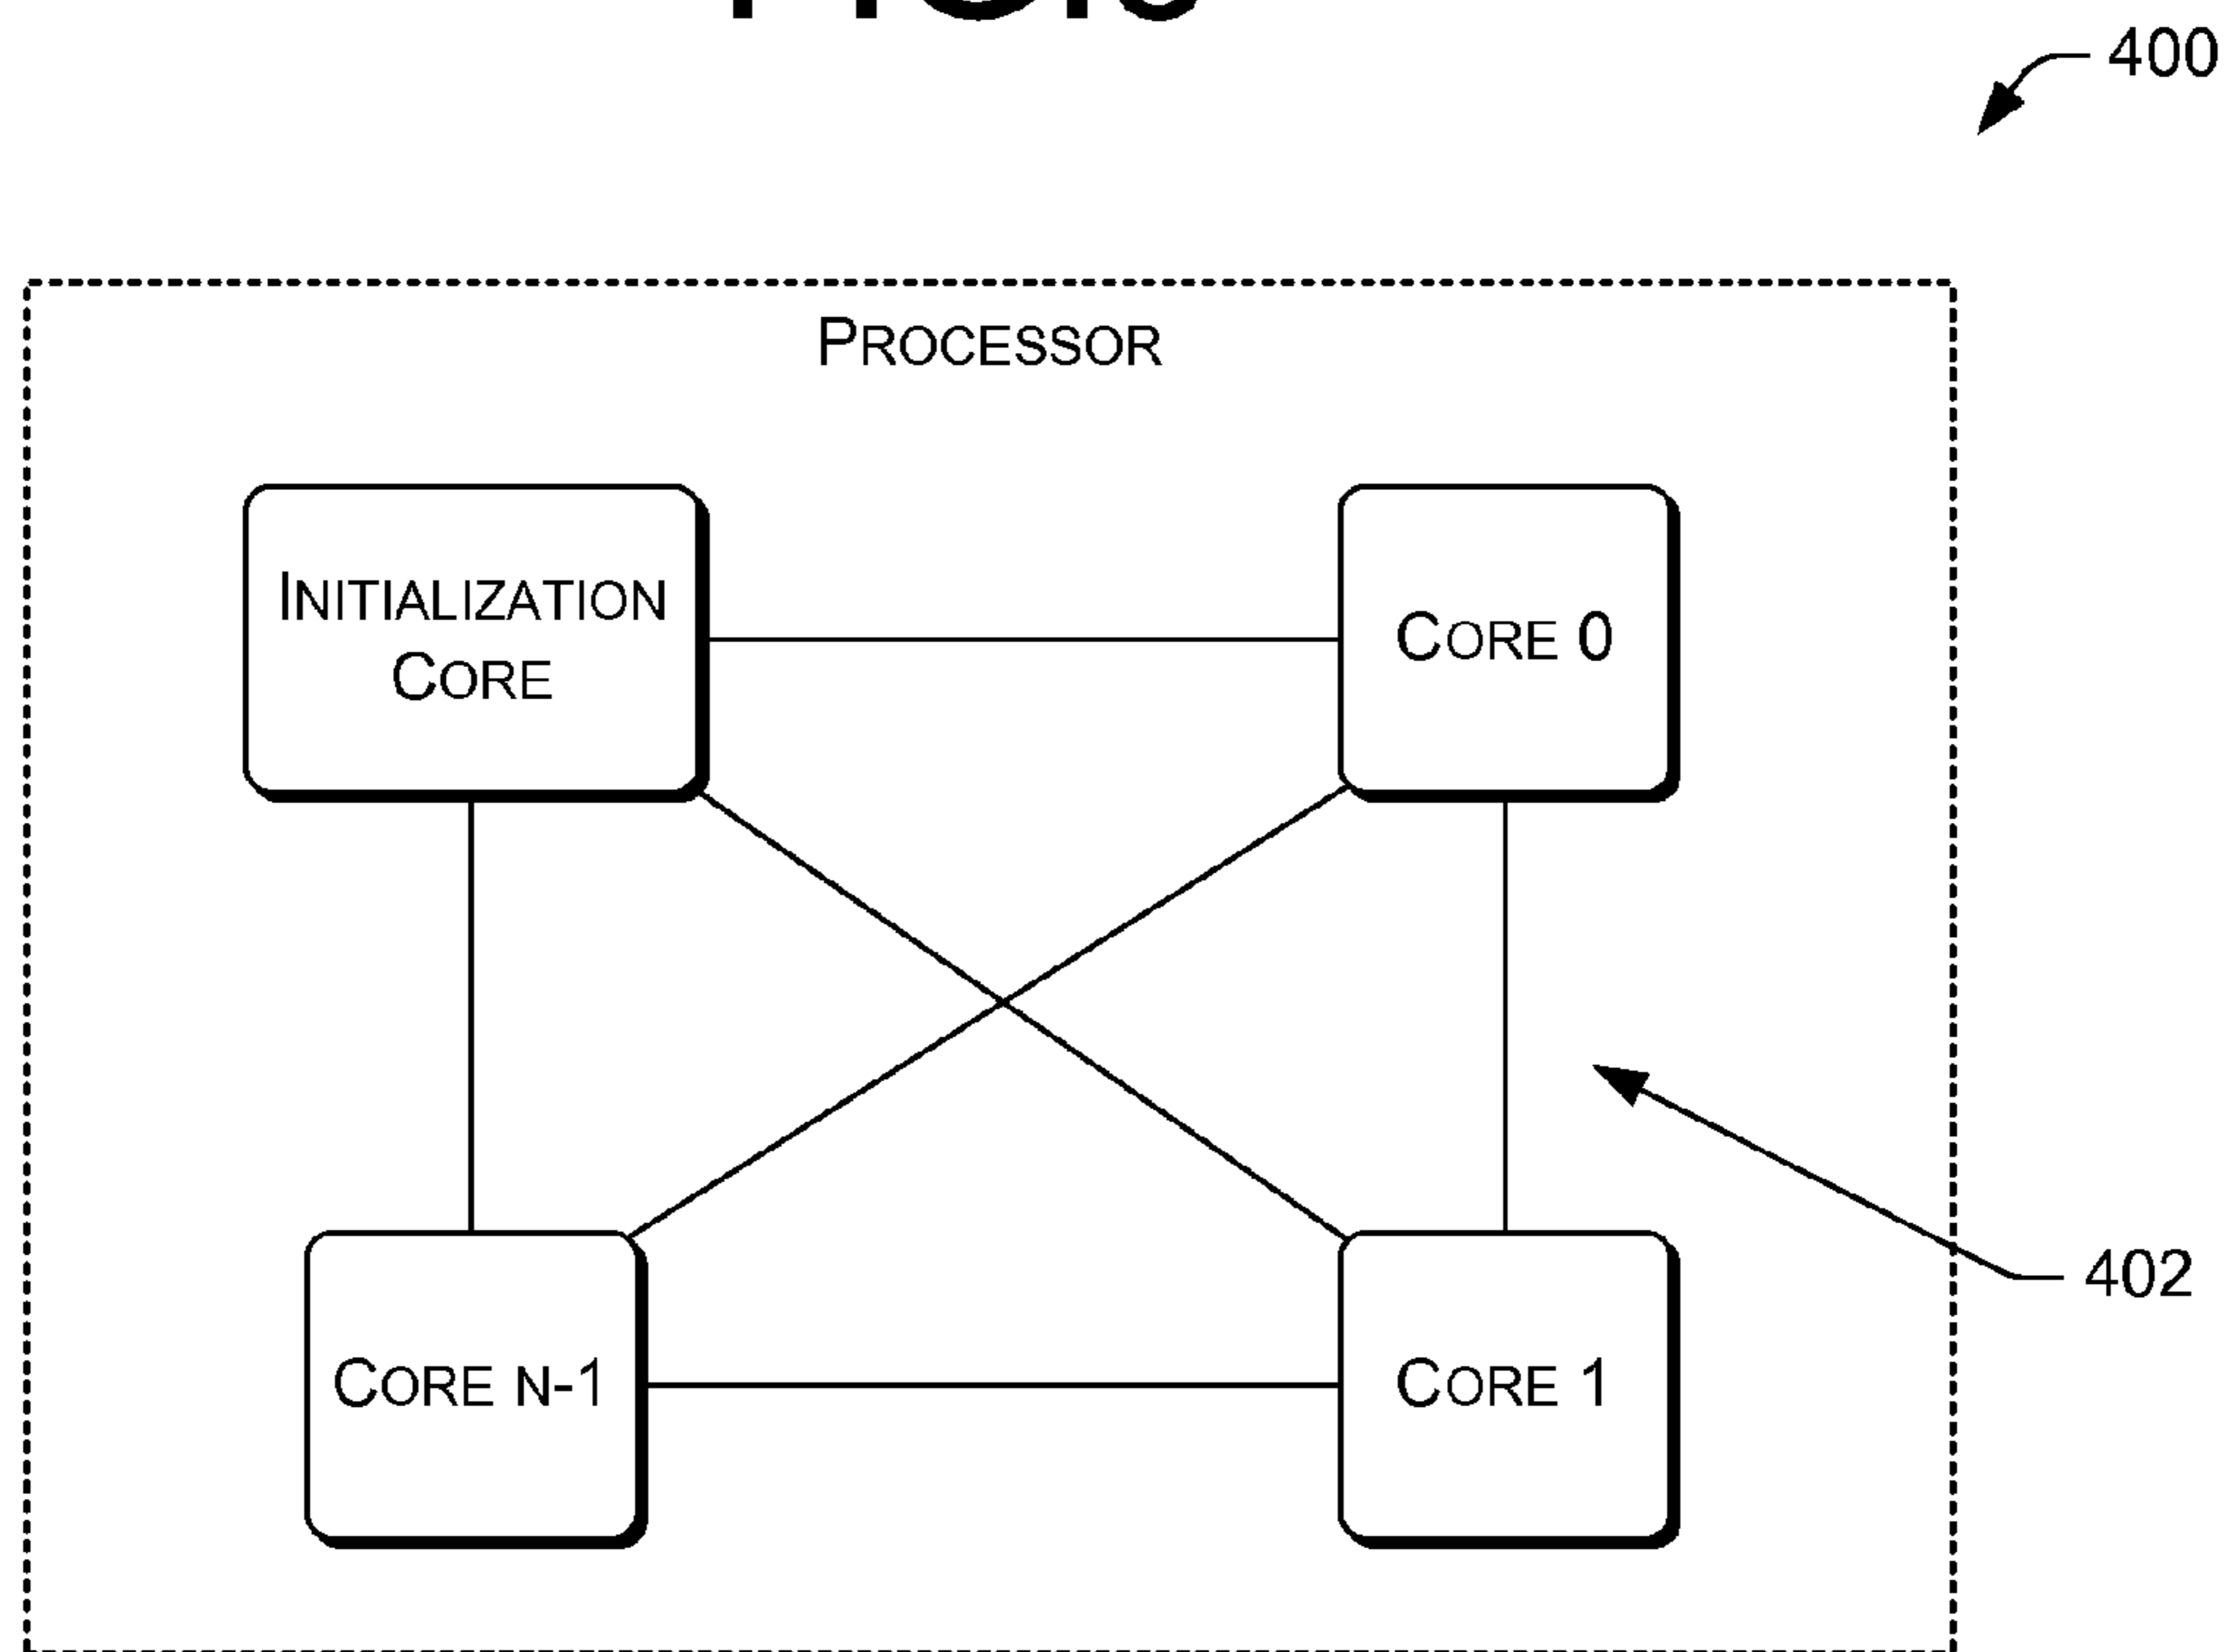 400
PROCESSOR
INITIALIZATION
CORE
CORE 0
402
CORE N-1
CORE 1